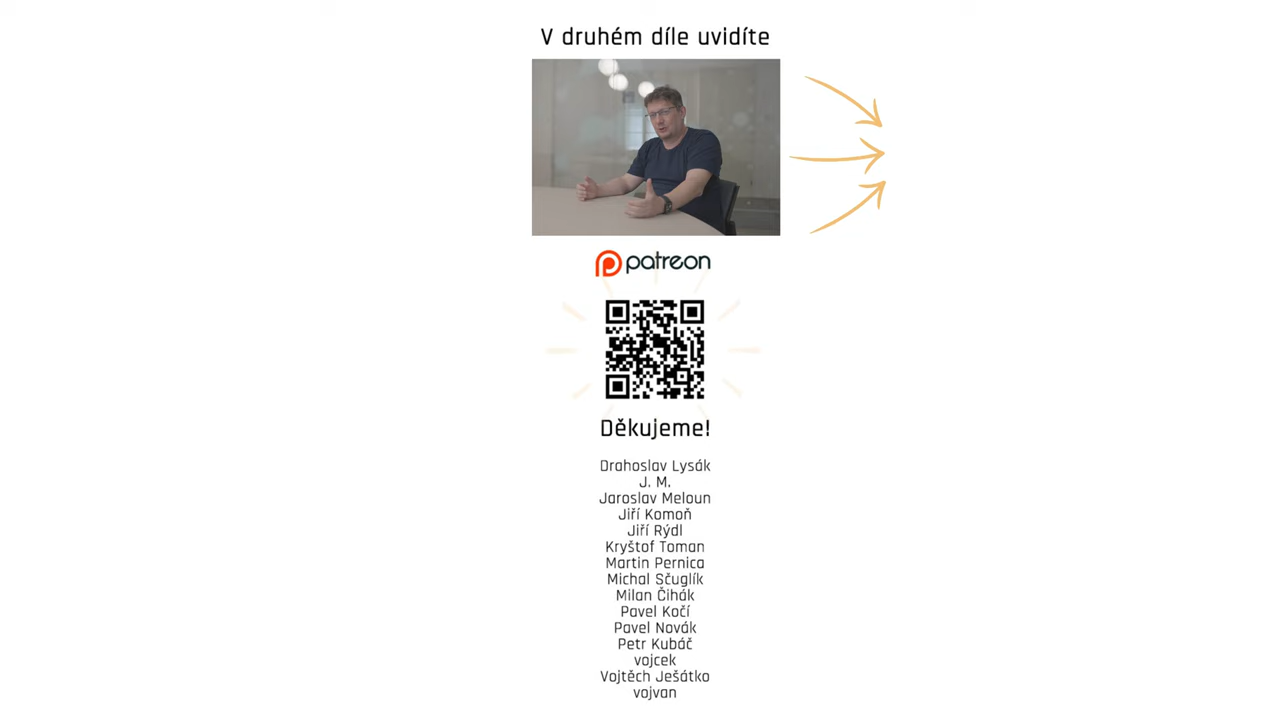 V druhém díle uvidíte
patreon
Děkujeme!
Drahoslav Lysák
J. M.
Jaroslav Meloun
Jiří Komoň
Jiří Rýdl
Kryštof Toman
Martin Pernica
Michal Sčuglík
Milan Čihák
Pavel Kočí
Pavel Novák
Petr Kubáč
vojcek
Vojtěch Ješátko
vojvan